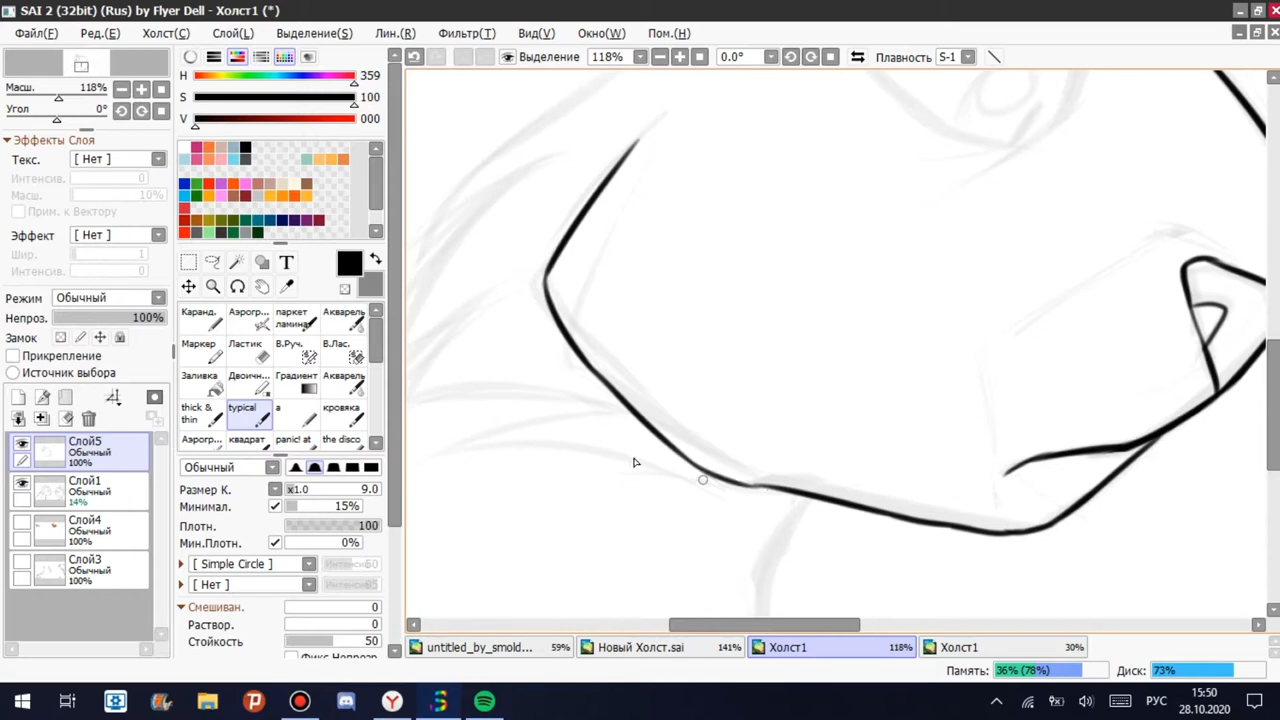 SAI 2 (32bit) (Rus) by Flyer Dell - Холст1 (*)
Файл(F) Ред.(E) Холст(C) Слой(L) Выделение(S) Лин.(R) Фильтр(T) Вид(V) Окно(W) Пом.(H)
Выделение 118% 0.0° Плавность S-1
Масш. 118%
Угол 0°
H 359
S 100
V 000
Эффекты Слоя
Текс. [ Нет ]
Интенсив. 0
Масш. 10%
Прим. к Вектору
Эффект [ Нет ]
Шир. 1
Интенсив. 0
Режим Обычный
Непроз. 100%
Замок
Прикрепление
Источник выбора
Слой5
Обычный
100%
Слой1
Обычный
14%
Слой4
Обычный
100%
Слой3
Обычный
100%
T
Каранд. Аэрогр... паркет ламина... Акварель
Маркер Ластик В.Руч. В.Лас.
Заливка Двоичн... Градиент Акварель
thick & thin typical a кровяка
Аэрогр... квадрат panic! at the disco
Обычный
Размер К. x1.0 9.0
Минимал. 15%
Плотн. 100
Мин.Плотн. 0%
[ Simple Circle ] Интенсив 50
[ Нет ]
Смешиван. 0
Раствор. 0
Стойкость 50
untitled_by_smold... 59% Новый Холст.sai 141% Холст1 118% Холст1 30%
Память: 36% (78%) Диск: 73%
РУС 15:50
28.10.2020